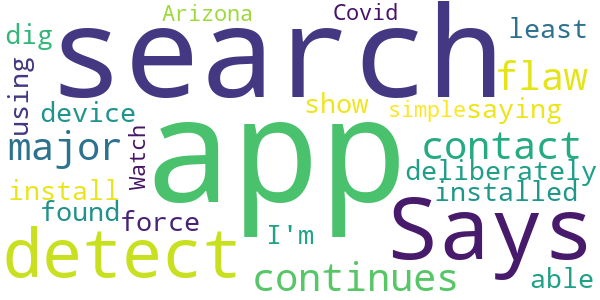 Arizona Covid
dig search least
using flaw
device show simple saying
major Watch app contact
deliberately
install installed
found force Says
I'm
detect continues able